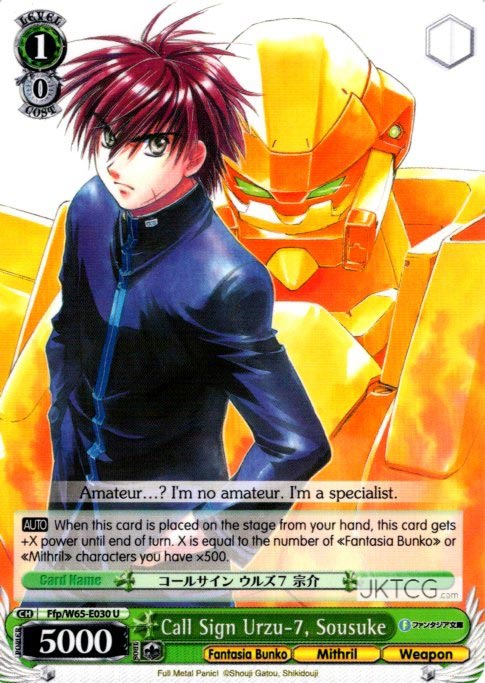 LEVEL
1
0
COST
Amateur…? I'm no amateur. I'm a specialist.
AUTO When this card is placed on the stage from your hand, this card gets
+X power until end of turn. X is equal to the number of «Fantasia Bunko» or
«Mithril» characters you have ×500.
Card Name
コールサイン ウルズ7 宗介
JKTCG.com
CH Ffp/W65-E030 U
POWER
5000
SOUL
Call Sign Urzu-7, Sousuke
ファンタジア文庫
Fantasia Bunko
Mithril
Weapon
Full Metal Panic! ©Shouji Gatou, Shikidouji